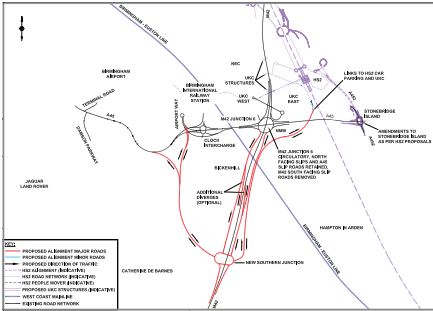 BIRMINGHAM - EUSTON LINE
M42
NEC
UKC
STRUCTURES
HS2
LINKS TO HS2 CAR
PARKING AND UKC
BIRMINGHAM
AIRPORT
BIRMINGHAM
INTERNATIONAL
RAILWAY
STATION
UKC
WEST
UKC
EAST
A452
TERMINAL ROAD
AIRPORT WAY
A45
M42 JUNCTION 6
A45
STONEBRIDGE
ISLAND
DAMSON PARKWAY
CLOCK
INTERCHANGE
NMM
AMENDMENTS TO
STONEBRIDGE ISLAND
AS PER HS2 PROPOSALS
A452
M42 JUNCTION 6
CIRCULATORY, NORTH
FACING SLIPS AND A45
SLIP ROADS RETAINED,
M42 SOUTH FACING SLIP
ROADS REMOVED
BICKENHILL
JAGUAR
LAND ROVER
ADDITIONAL
DIVERGES
(OPTIONAL)
HAMPTON IN ARDEN
BIRMINGHAM - EUSTON LINE
CATHERINE DE BARNES
NEW SOUTHERN JUNCTION
M42
KEY:
PROPOSED ALIGNMENT MAJOR ROADS
PROPOSED ALIGNMENT MINOR ROADS
PROPOSED DIRECTION OF TRAFFIC
HS2 ALIGNMENT (INDICATIVE)
HS2 ROAD NETWORK (INDICATIVE)
HS2 PEOPLE MOVER (INDICATIVE)
PROPOSED UKC STRUCTURES (INDICATIVE)
WEST COAST MAINLINE
EXISTING ROAD NETWORK